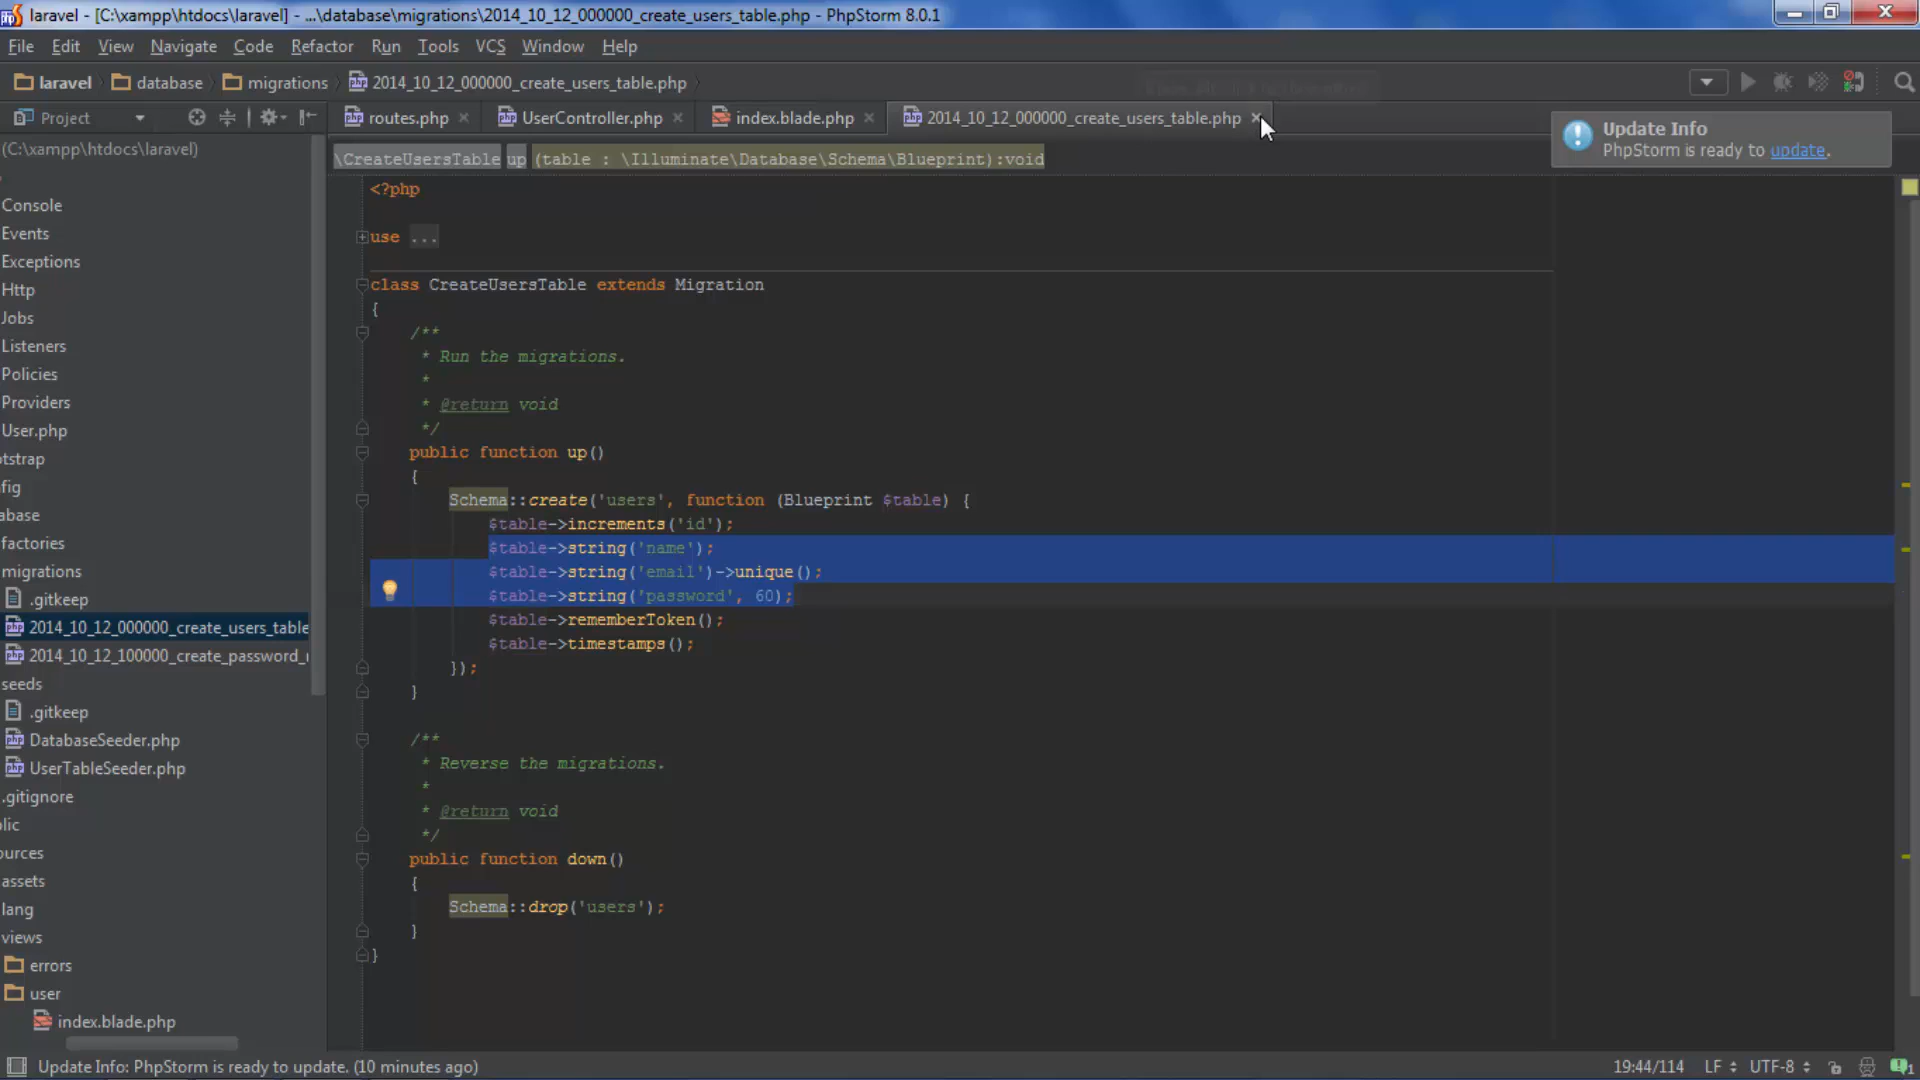 laravel - [C:\xampp\htdocs\laravel] - ...\database\migrations\2014_10_12_000000_create_users_table.php - PhpStorm 8.0.1
File Edit View Navigate Code Refactor Run Tools VCS Window Help
laravel database migrations 2014_10_12_000000_create_users_table.php
Project routes.php UserController.php index.blade.php 2014_10_12_000000_create_users_table.php
Update Info
PhpStorm is ready to update.
(C:\xampp\htdocs\laravel)
Console
Events
Exceptions
Http
Jobs
Listeners
Policies
Providers
User.php
otstrap
fig
abase
factories
migrations
.gitkeep
2014_10_12_000000_create_users_table
2014_10_12_100000_create_password_
seeds
.gitkeep
DatabaseSeeder.php
UserTableSeeder.php
.gitignore
lic
ources
assets
lang
views
errors
user
index.blade.php
\CreateUsersTable up (table : \Illuminate\Database\Schema\Blueprint):void
<?php
use ...
class CreateUsersTable extends Migration
{
/**
* Run the migrations.
*
* @return void
*/
public function up()
{
Schema::create('users', function (Blueprint $table) {
$table->increments('id');
$table->string('name');
$table->string('email')->unique();
$table->string('password', 60);
$table->rememberToken();
$table->timestamps();
});
}
/**
* Reverse the migrations.
*
* @return void
*/
public function down()
{
Schema::drop('users');
}
}
Update Info: PhpStorm is ready to update. (10 minutes ago) 19:44/114 LF UTF-8 1